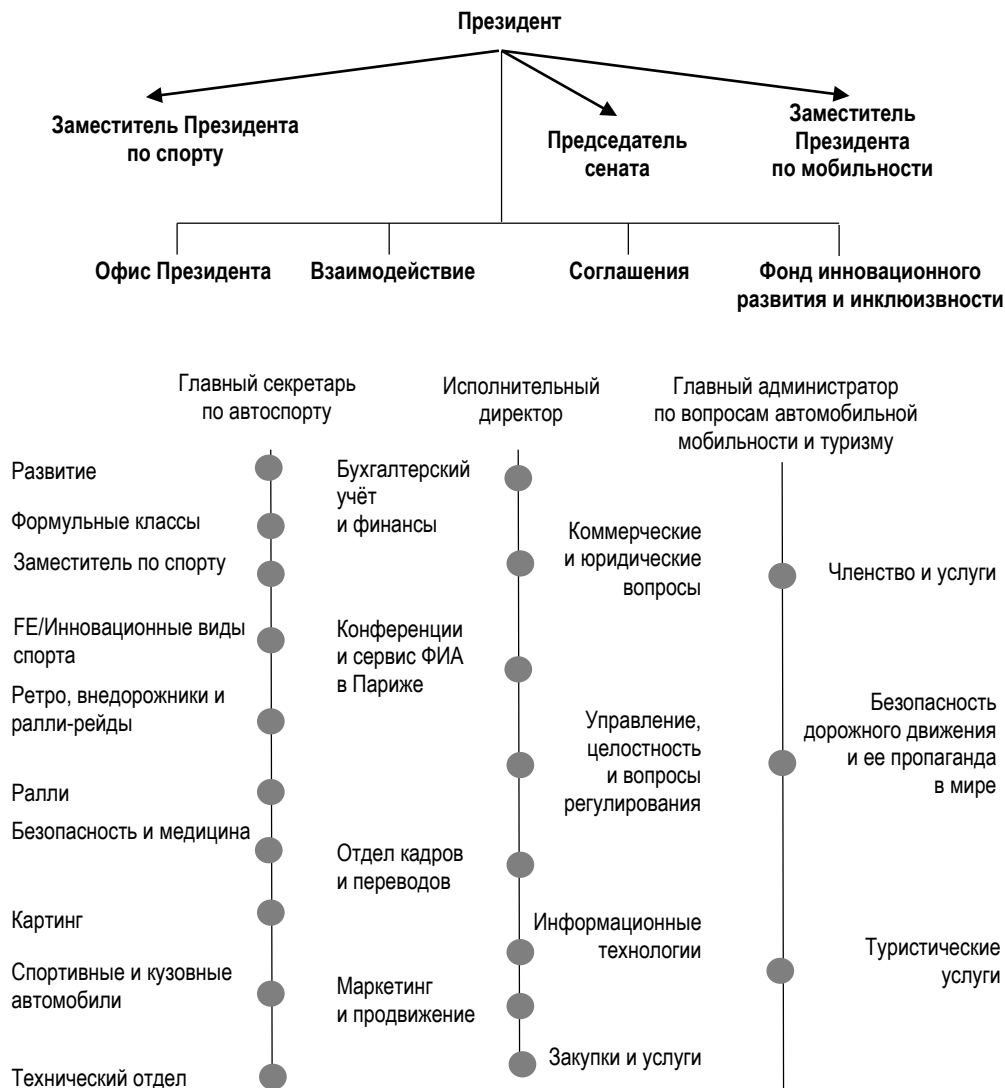 Президент
Заместитель Президента
по спорту
Председатель
сената
Заместитель
Президента
по мобильности
Офис Президента
Взаимодействие
Соглашения
Фонд инновационного
развития и инклюизвности
Главный секретарь
по автоспорту
Развитие
Формульные классы
Заместитель по спорту
FE/Инновационные виды
спорта
Ретро, внедорожники и
ралли-рейды
Ралли
Безопасность и медицина
Картинг
Спортивные и кузовные
автомобили
Технический отдел
Исполнительный
директор
Бухгалтерский
учёт
и финансы
Коммерческие
и юридические
вопросы
Конференции
и сервис ФИА
в Париже
Управление,
целостность
и вопросы
регулирования
Отдел кадров
и переводов
Информационные
технологии
Маркетинг
и продвижение
Закупки и услуги
Главный администратор
по вопросам автомобильной
мобильности и туризму
Членство и услуги
Безопасность
дорожного движения
и ее пропаганда
в мире
Туристические
услуги